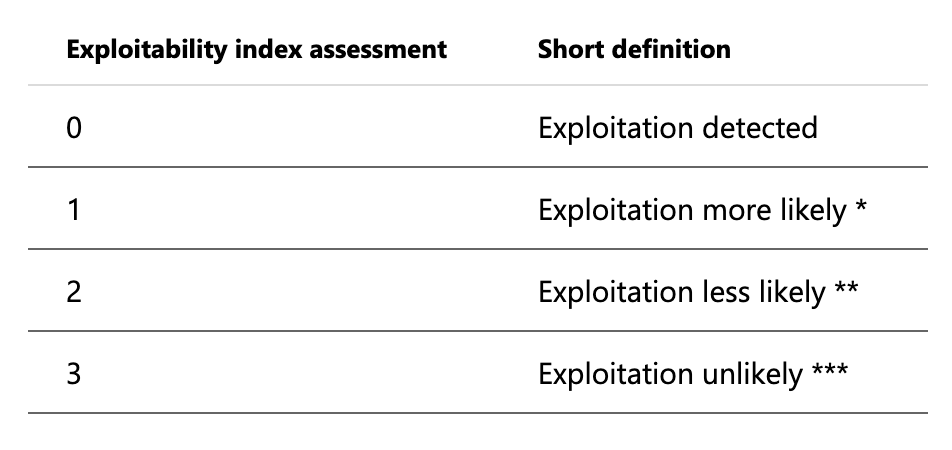 Exploitability index assessment Short definition
0 Exploitation detected
1 Exploitation more likely *
2 Exploitation less likely **
3 Exploitation unlikely ***